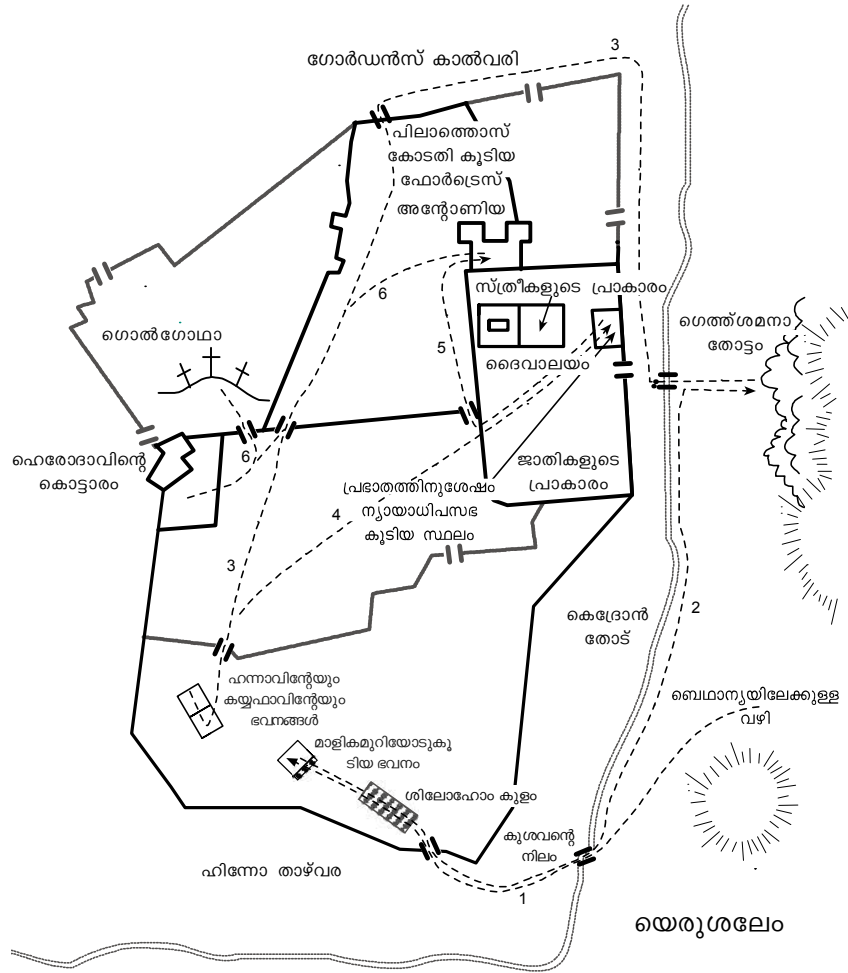 3
ഗോർഡൻസ് കാൽവരി
പിലാത്തൊസ്
കോടതി കൂടിയ
ഫോർട്രെസ്
അന്റോണിയ
സ്ത്രീകളുടെ പ്രാകാരം
6
ഗെത്ത്ശമനാ
തോട്ടം
ഗൊൽഗോഥാ
5
ദൈവാലയം
6
ഹെരോദാവിന്റെ
കൊട്ടാരം
ജാതികളുടെ
പ്രാകാരം
പ്രഭാതത്തിനുശേഷം
ന്യായാധിപസഭ
കൂടിയ സ്ഥലം
4
3
കെദ്രോൻ
തോട്
2
ഹന്നാവിന്റേയും
കയ്യഫാവിന്റേയും
ഭവനങ്ങൾ
ബെഥാന്യയിലേക്കുള്ള
വഴി
മാളികമുറിയോടുകൂ
ടിയ ഭവനം
ശിലോഹോം കുളം
കുശവന്റെ
നിലം
ഹിന്നോ താഴ്വര
1
യെരുശലേം